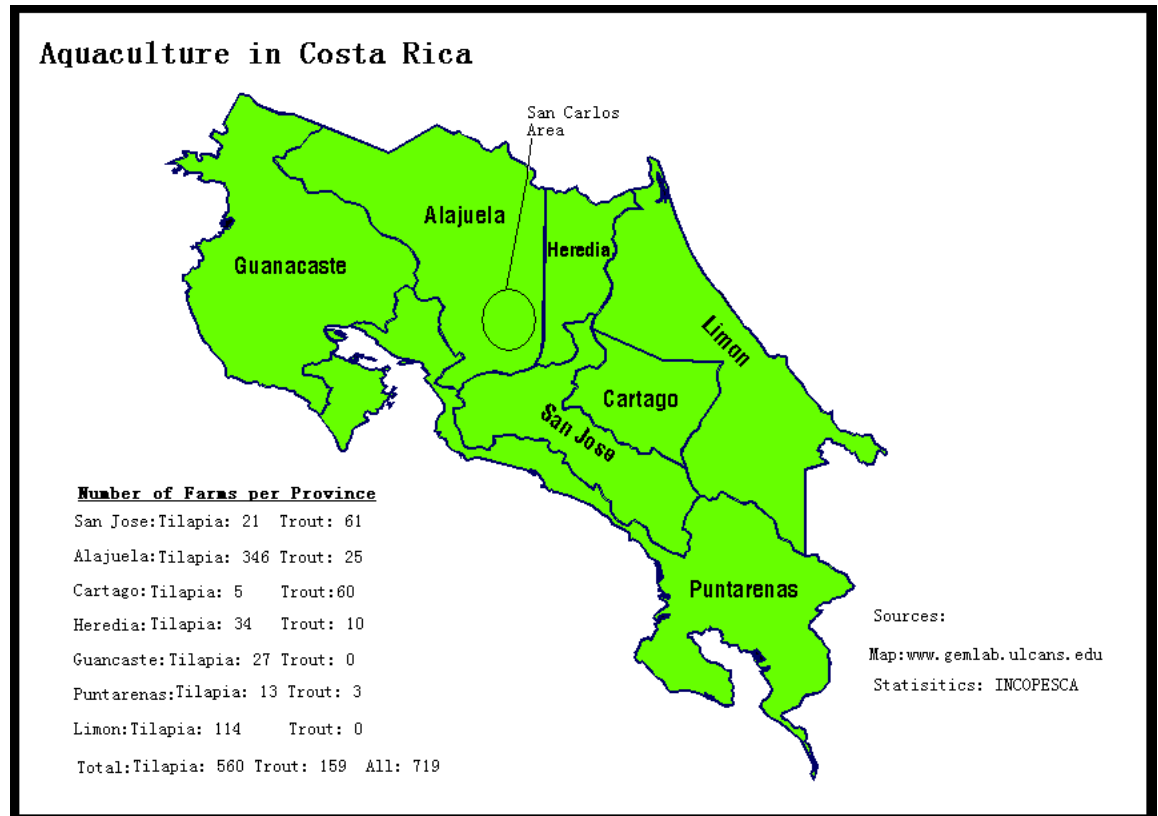 Aquaculture in Costa Rica
San Carlos
Area
Alajuela
Heredia
Guanacaste
Limon
Cartago
San Jose
Puntarenas
Number of Farms per Province
San Jose:Tilapia: 21 Trout: 61
Alajuela:Tilapia: 346 Trout: 25
Cartago:Tilapia: 5 Trout:60
Heredia:Tilapia: 34 Trout: 10
Guancaste:Tilapia: 27 Trout: 0
Puntarenas:Tilapia: 13 Trout: 3
Limon:Tilapia: 114 Trout: 0
Total:Tilapia: 560 Trout: 159 All: 719
Sources:
Map:www.gemlab.ulcans.edu
Statisitics: INCOPESCA